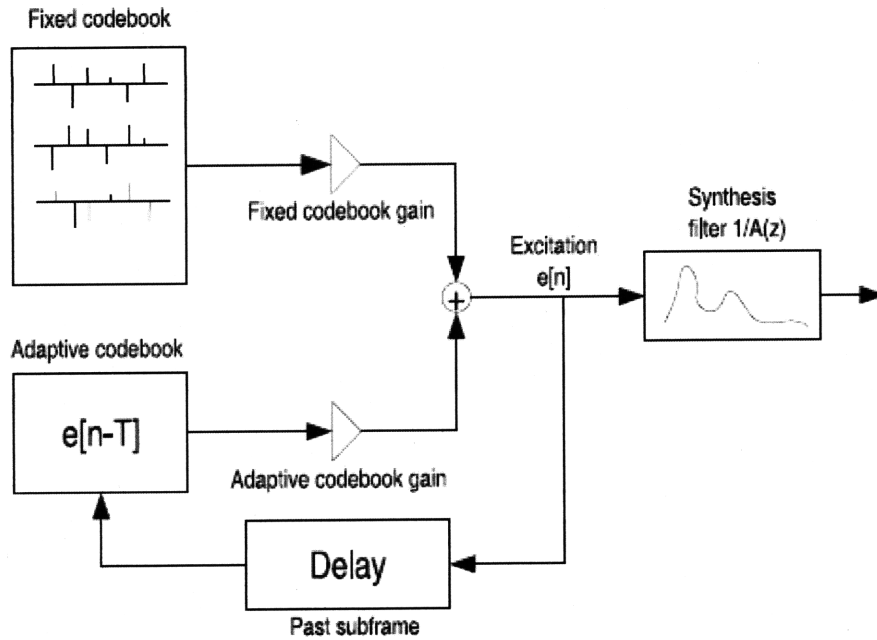 Fixed codebook
Fixed codebook gain
Synthesis
filter 1/A(z)
Excitation
e[n]
+
Adaptive codebook
e[n-T]
Adaptive codebook gain
Delay
Past subframe